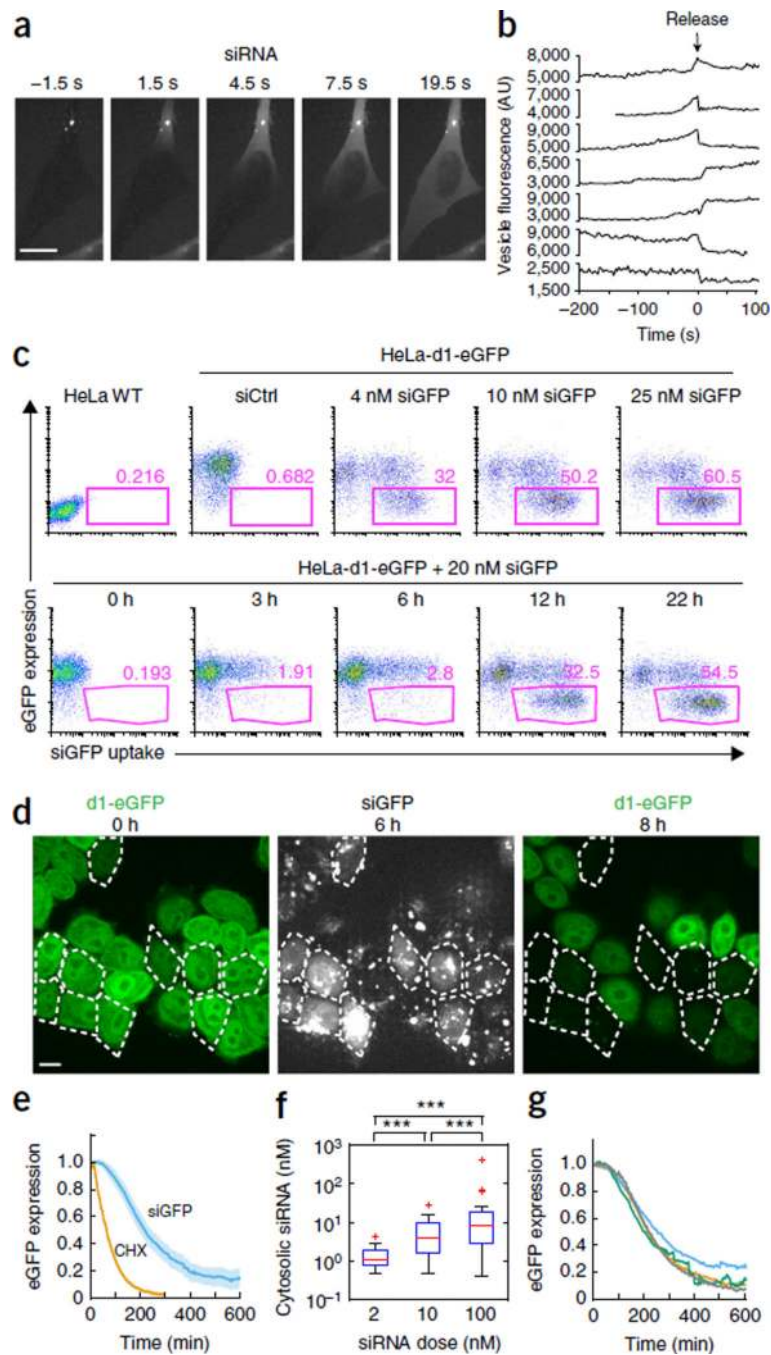 a
siRNA
−1.5 s 1.5 s 4.5 s 7.5 s 19.5 s
b
Release
Vesicle fluorescence (AU)
8,000
5,000
7,000
4,000
9,000
5,000
6,500
3,000
9,000
3,000
9,000
6,000
2,500
1,500
−200 −100 0 100
Time (s)
c
HeLa-d1-eGFP
HeLa WT siCtrl 4 nM siGFP 10 nM siGFP 25 nM siGFP
0.216 0.682 32 50.2 60.5
HeLa-d1-eGFP + 20 nM siGFP
0 h 3 h 6 h 12 h 22 h
0.193 1.91 2.8 32.5 54.5
eGFP expression
siGFP uptake
d
d1-eGFP siGFP d1-eGFP
0 h 6 h 8 h
e
eGFP expression
1.0
0.8
0.6
0.4
0.2
0
siGFP
CHX
0 200 400 600
Time (min)
f
*** 
*** ***
Cytosolic siRNA (nM)
10³
10²
10¹
10⁰
10⁻¹
2 10 100
siRNA dose (nM)
g
eGFP expression
1.0
0.8
0.6
0.4
0.2
0
0 200 400 600
Time (min)